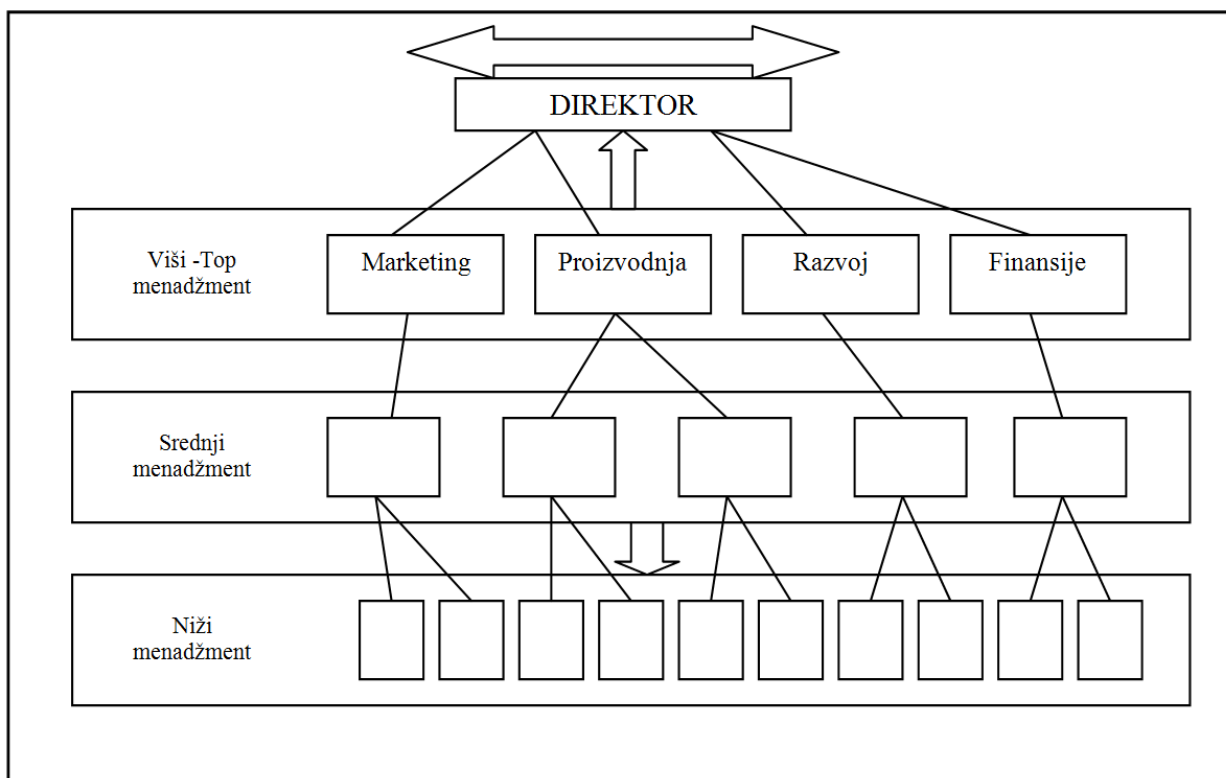 DIREKTOR
Viši -Top
menadžment
Marketing
Proizvodnja
Razvoj
Finansije
Srednji
menadžment
Niži
menadžment